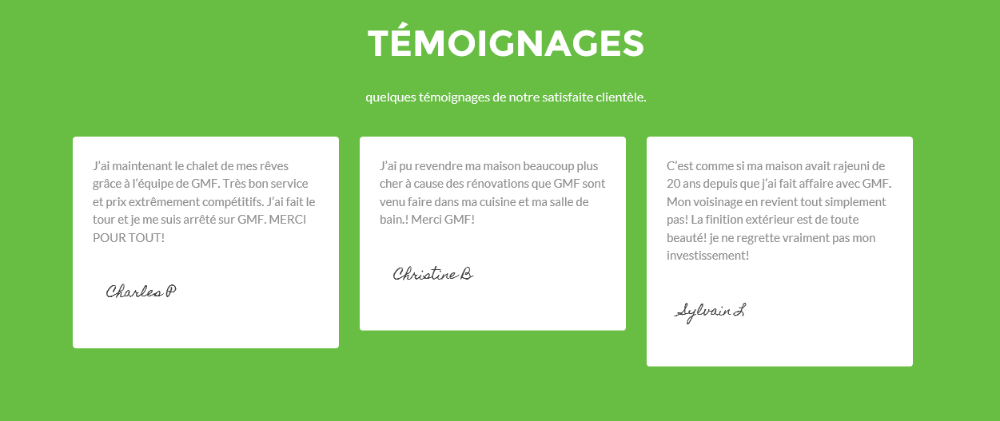 TÉMOIGNAGES
quelques témoignages de notre satisfaite clientèle.
J'ai maintenant le chalet de mes rêves
grâce à l'équipe de GMF. Très bon service
et prix extrêmement compétitifs. J'ai fait le
tour et je me suis arrêté sur GMF. MERCI
POUR TOUT!
Charles P
J'ai pu revendre ma maison beaucoup plus
cher à cause des rénovations que GMF sont
venu faire dans ma cuisine et ma salle de
bain.! Merci GMF!
Christine B
C'est comme si ma maison avait rajeuni de
20 ans depuis que j'ai fait affaire avec GMF.
Mon voisinage en revient tout simplement
pas! La finition extérieur est de toute
beauté! je ne regrette vraiment pas mon
investissement!
Sylvain L